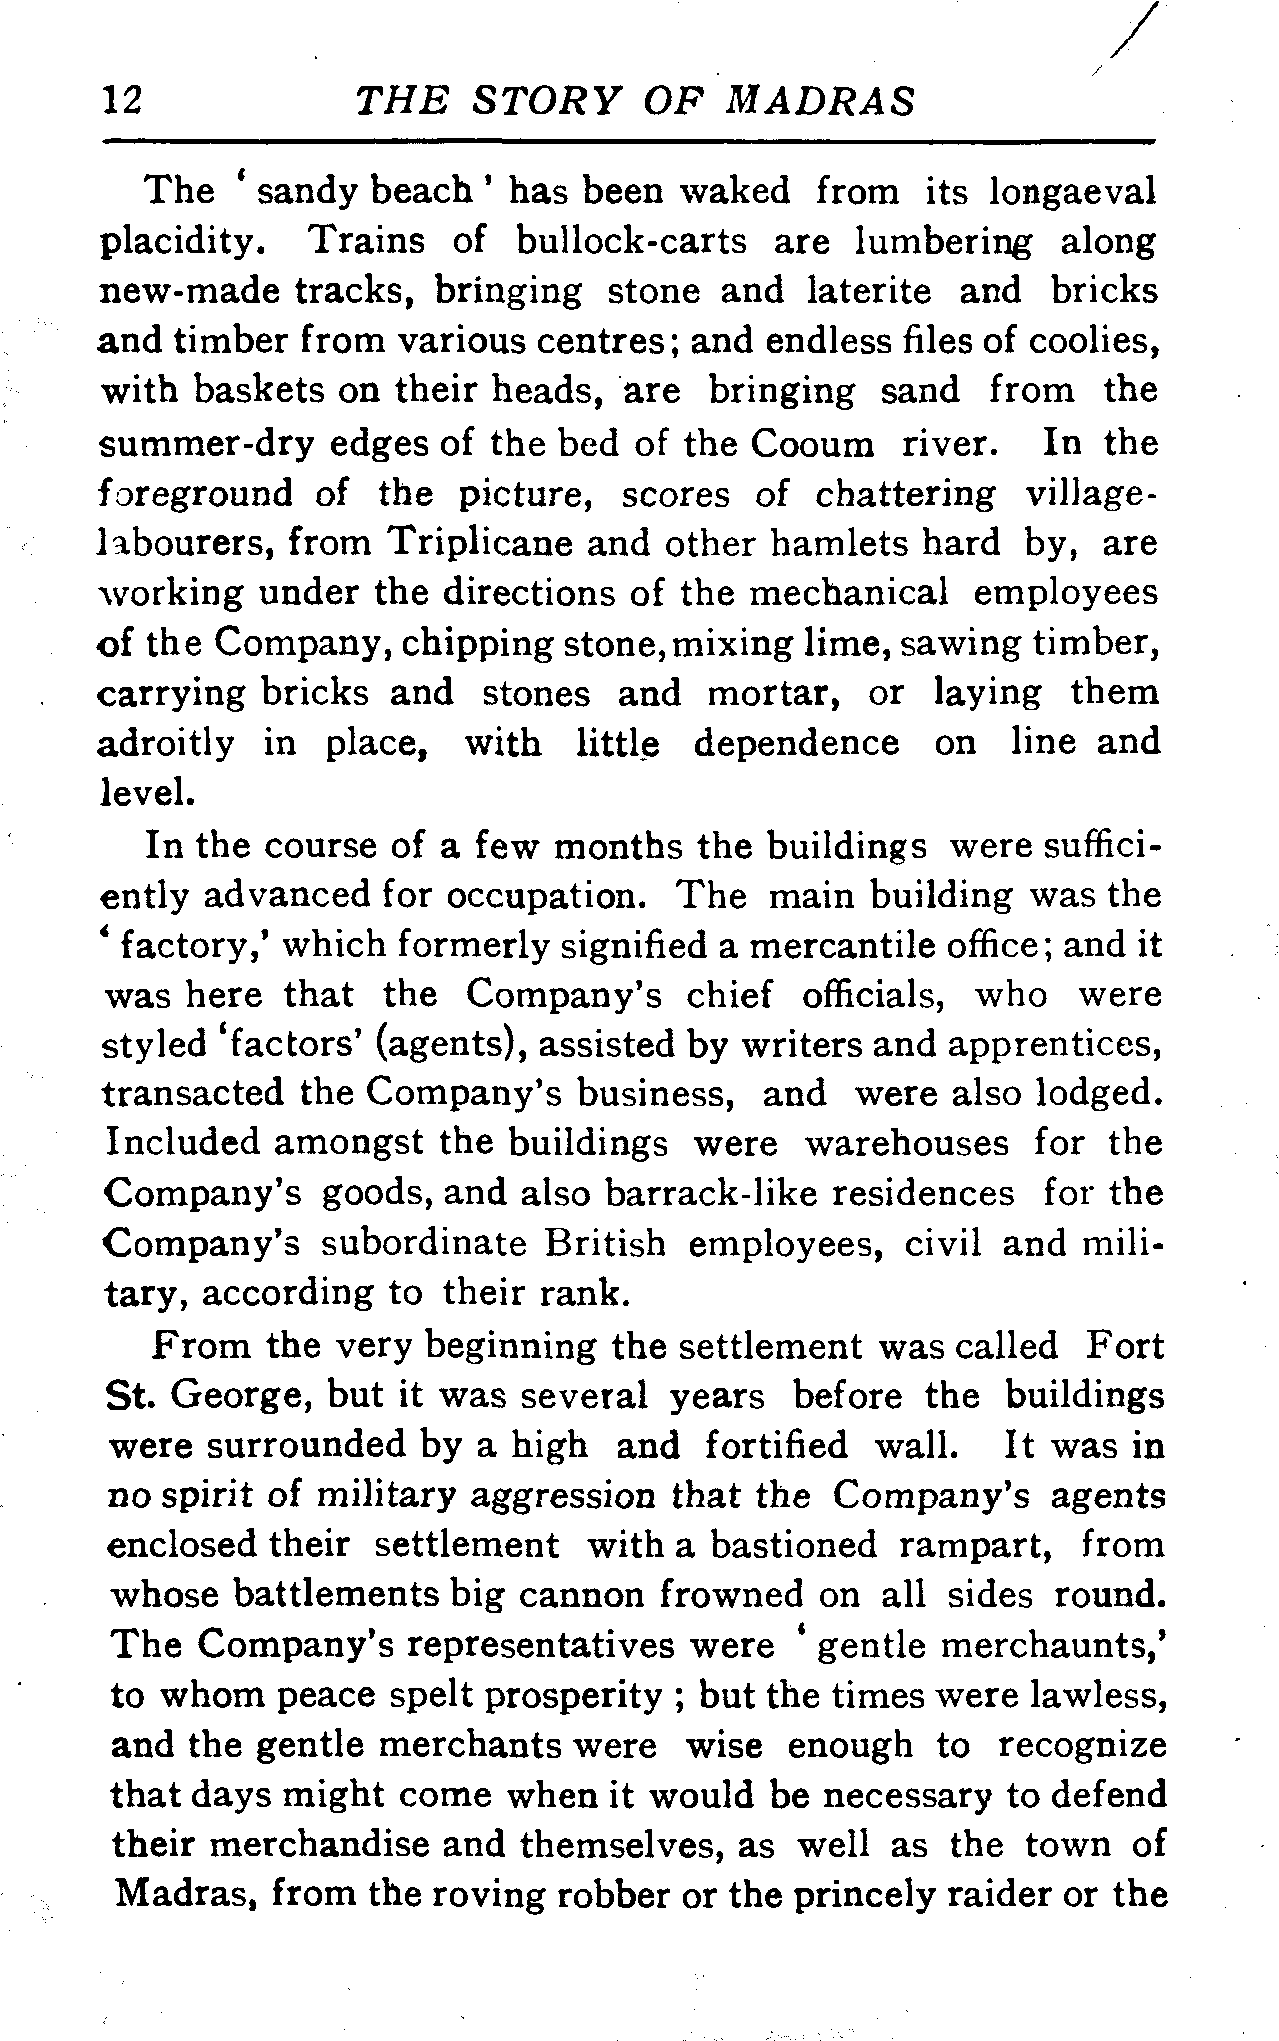 12 THE STORY OF MADRAS
The ‘ sandy beach ’ has been waked from its longaeval
placidity. Trains of bullock-carts are lumbering along
new-made tracks, bringing stone and laterite and bricks
and timber from various centres; and endless files of coolies,
with baskets on their heads, are bringing sand from the
summer-dry edges of the bed of the Cooum river. In the
foreground of the picture, scores of chattering village-
labourers, from Triplicane and other hamlets hard by, are
working under the directions of the mechanical employees
of the Company, chipping stone, mixing lime, sawing timber,
carrying bricks and stones and mortar, or laying them
adroitly in place, with little dependence on line and
level.
In the course of a few months the buildings were suffici-
ently advanced for occupation. The main building was the
‘ factory,’ which formerly signified a mercantile office; and it
was here that the Company’s chief officials, who were
styled ‘factors’ (agents), assisted by writers and apprentices,
transacted the Company’s business, and were also lodged.
Included amongst the buildings were warehouses for the
Company’s goods, and also barrack-like residences for the
Company’s subordinate British employees, civil and mili-
tary, according to their rank.
From the very beginning the settlement was called Fort
St. George, but it was several years before the buildings
were surrounded by a high and fortified wall. It was in
no spirit of military aggression that the Company’s agents
enclosed their settlement with a bastioned rampart, from
whose battlements big cannon frowned on all sides round.
The Company’s representatives were ‘ gentle merchaunts,’
to whom peace spelt prosperity ; but the times were lawless,
and the gentle merchants were wise enough to recognize
that days might come when it would be necessary to defend
their merchandise and themselves, as well as the town of
Madras, from the roving robber or the princely raider or the